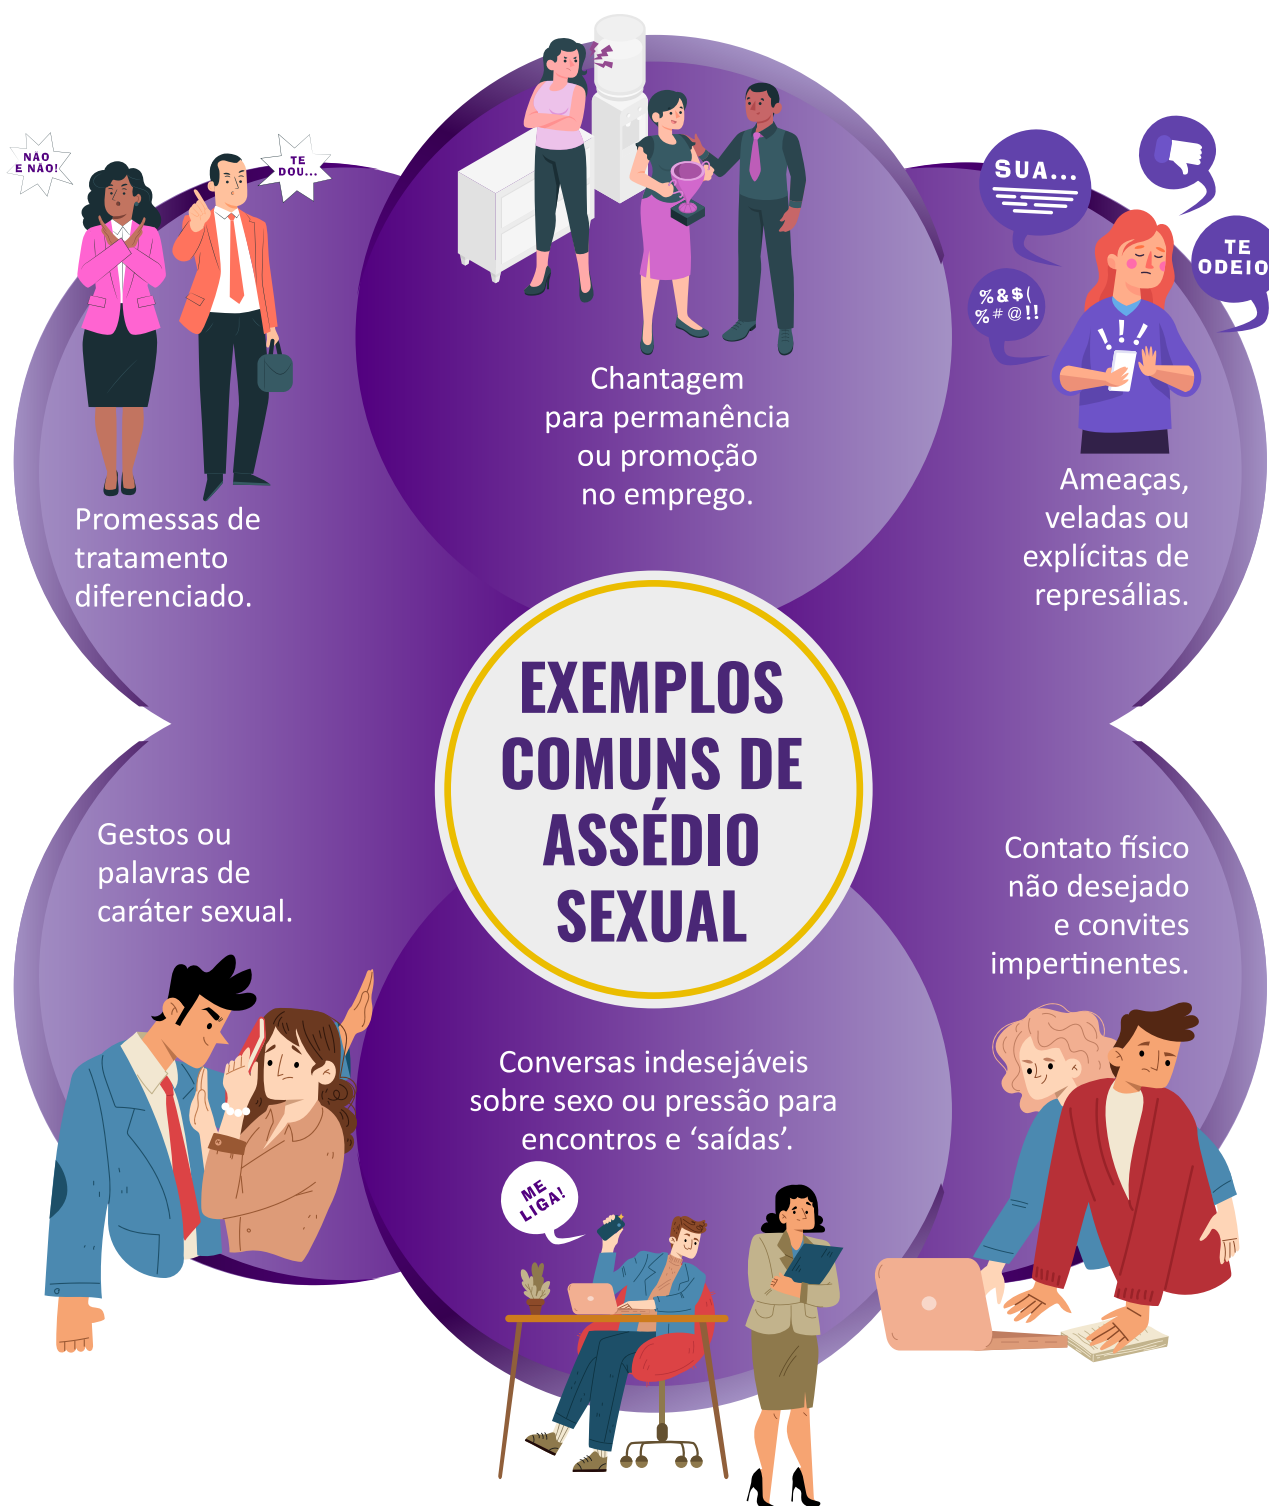 NÃO
E NÃO!
TE
DOU...
Promessas de
tratamento
diferenciado.
Chantagem
para permanência
ou promoção
no emprego.
SUA...
%&$(
%#@!!
TE
ODEIO
Ameaças,
veladas ou
explícitas de
represálias.
EXEMPLOS
COMUNS DE
ASSÉDIO
SEXUAL
Gestos ou
palavras de
caráter sexual.
Conversas indesejáveis
sobre sexo ou pressão para
encontros e ‘saídas’.
ME
LIGA!
Contato físico
não desejado
e convites
impertinentes.